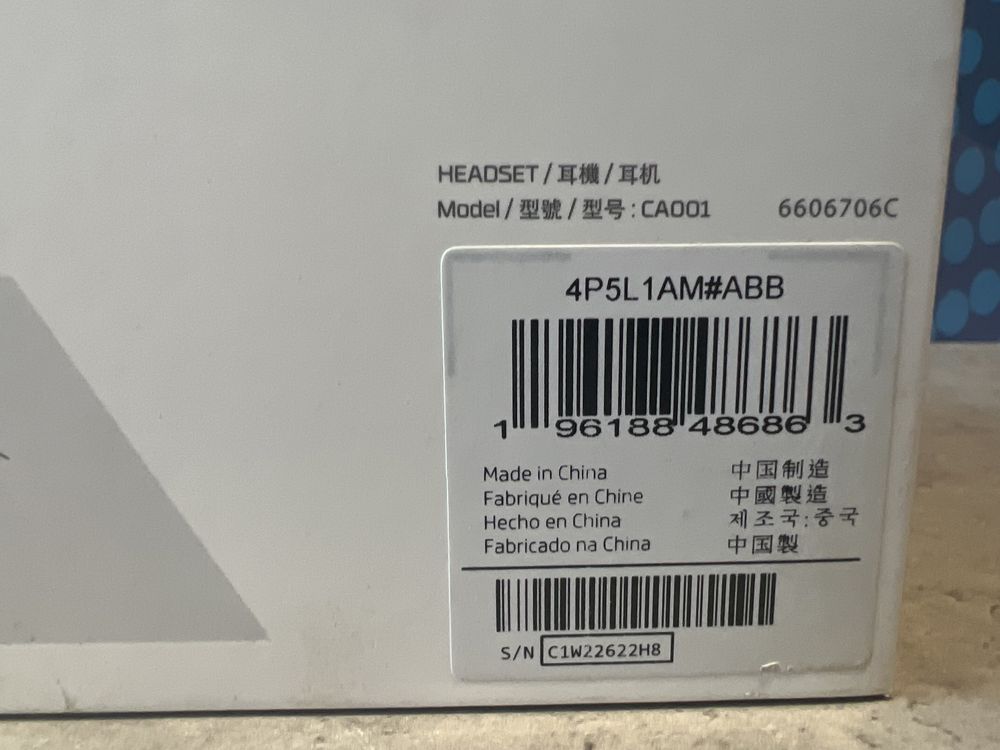 HEADSET / 耳機 / 耳机
Model / 型號 / 型号 : CA001 6606706C
4P5L1AM#ABB
1 96188 48686 3
Made in China 中国制造
Fabriqué en Chine 中國製造
Hecho en China 제조국: 중국
Fabricado na China 中国製
S/N C1W22622H8